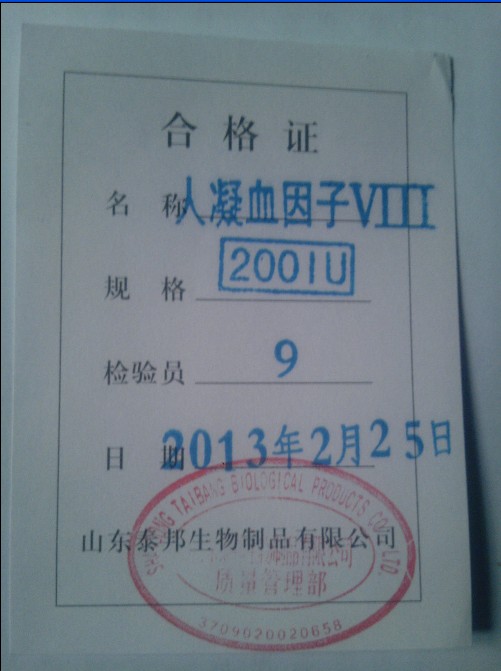 合格证
名 称 人凝血因子VIII
规 格 200IU
检验员 9
日 期 2013年2月25日
山东泰邦生物制品有限公司
TAIBANG BIOLOGICAL PRODUCTS CO., LTD.
质量管理部
3709020020658